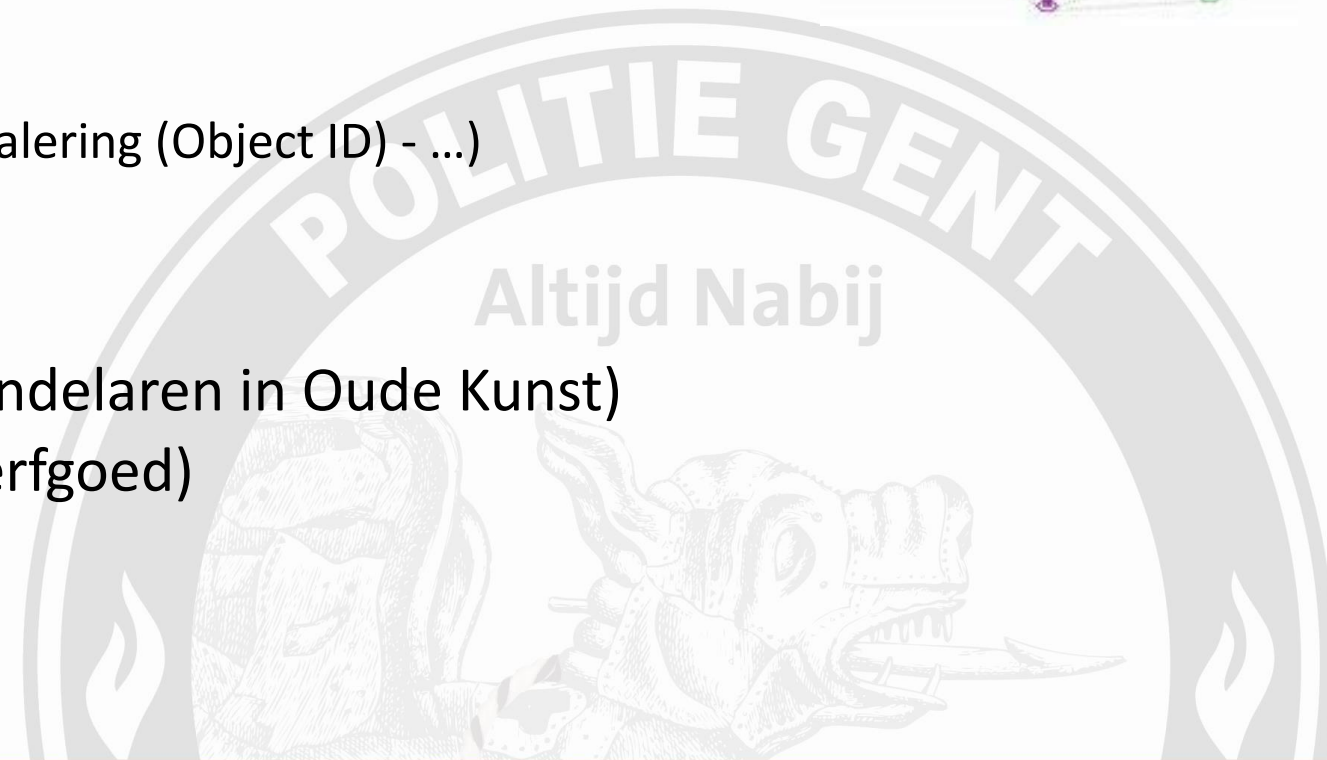 POLITIE GENT
alering (Object ID) - ...)
Altijd Nabij
ndelaren in Oude Kunst)
erfgoed)